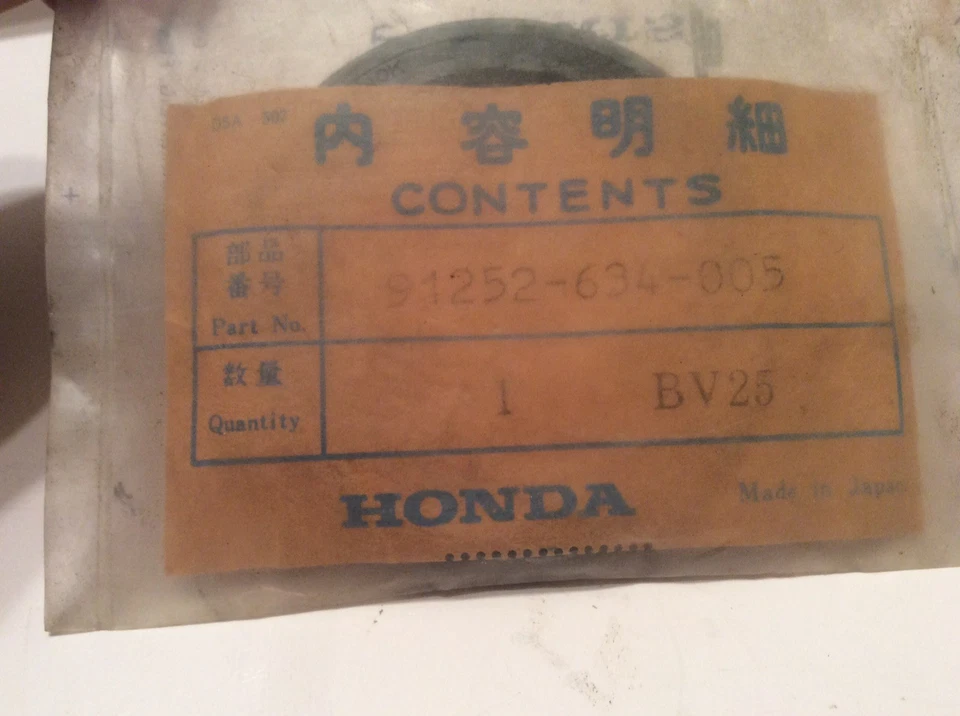 内容明細
CONTENTS
部品
番号
Part No.
91252-634-005
数量
Quantity
1 BV25
HONDA
Made in Japan